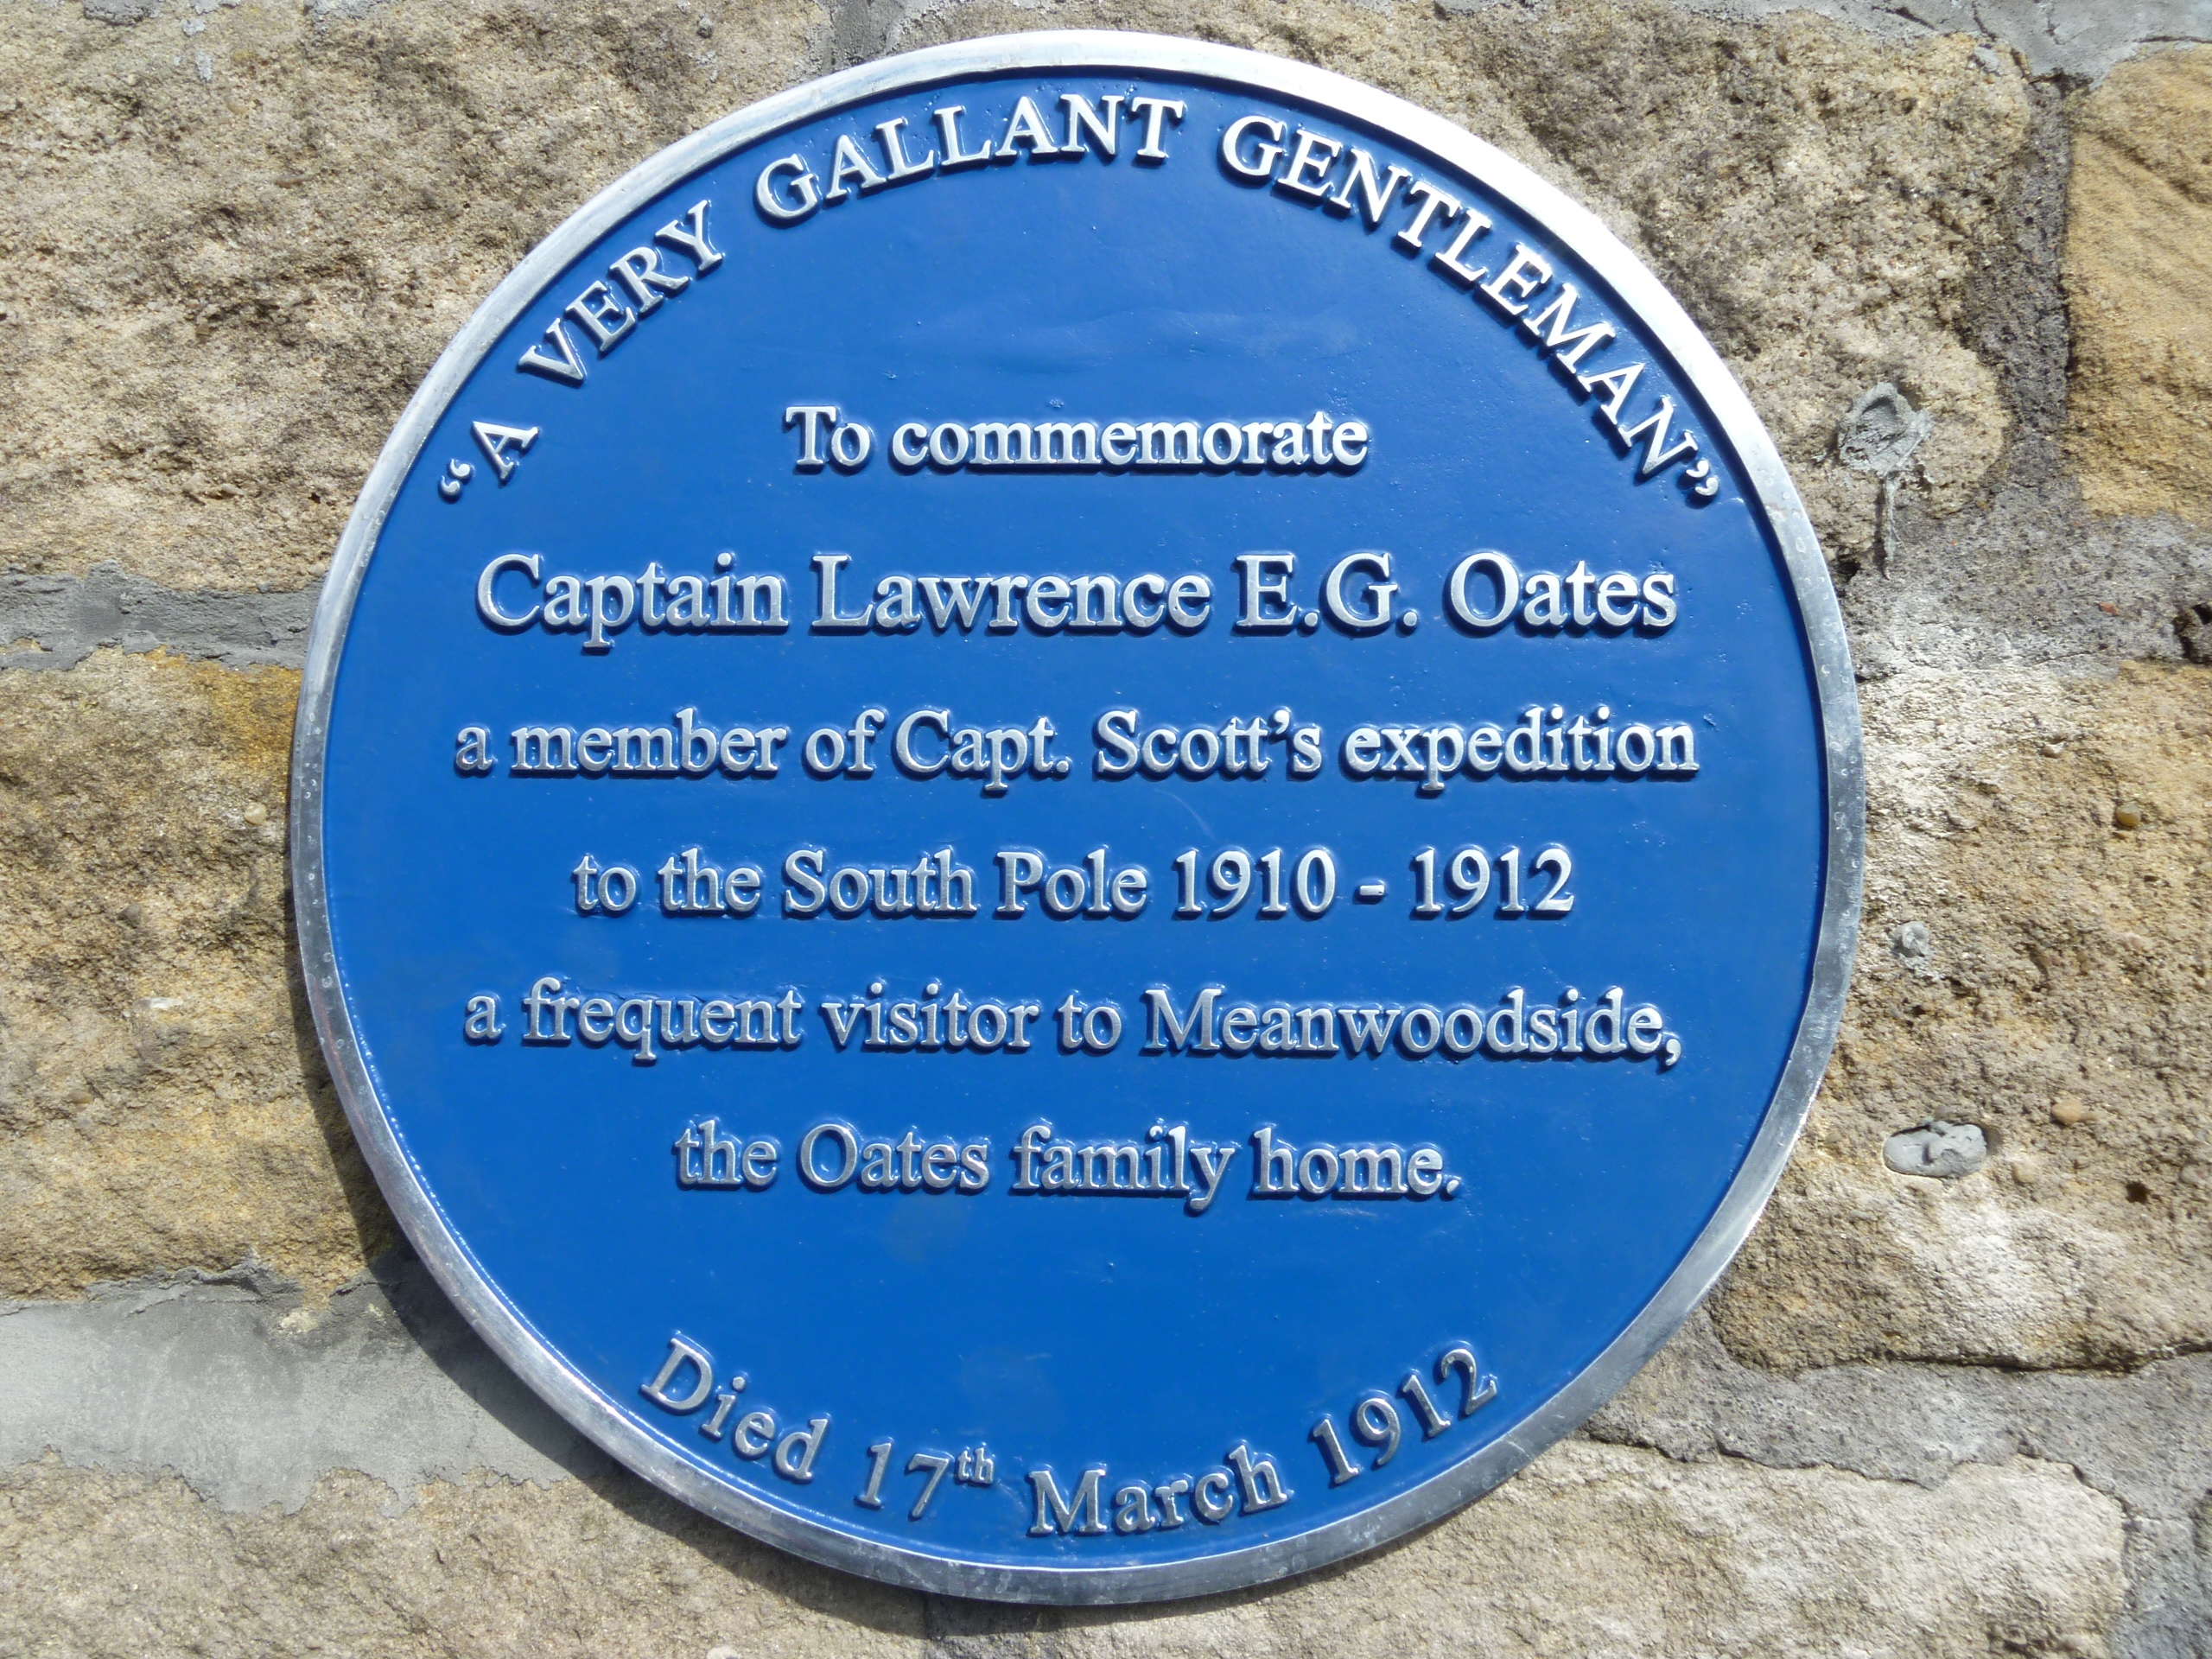 “A VERY GALLANT GENTLEMAN”
To commemorate
Captain Lawrence E.G. Oates
a member of Capt. Scott’s expedition
to the South Pole 1910 - 1912
a frequent visitor to Meanwoodside,
the Oates family home.
Died 17th March 1912